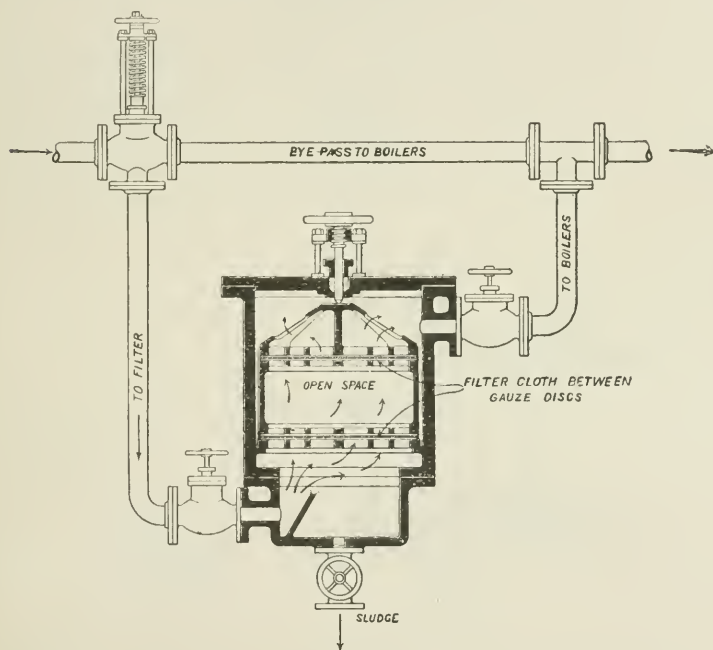 BYE-PASS TO BOILERS
TO BOILERS
TO FILTER
OPEN SPACE
FILTER CLOTH BETWEEN
GAUZE DISCS
SLUDGE